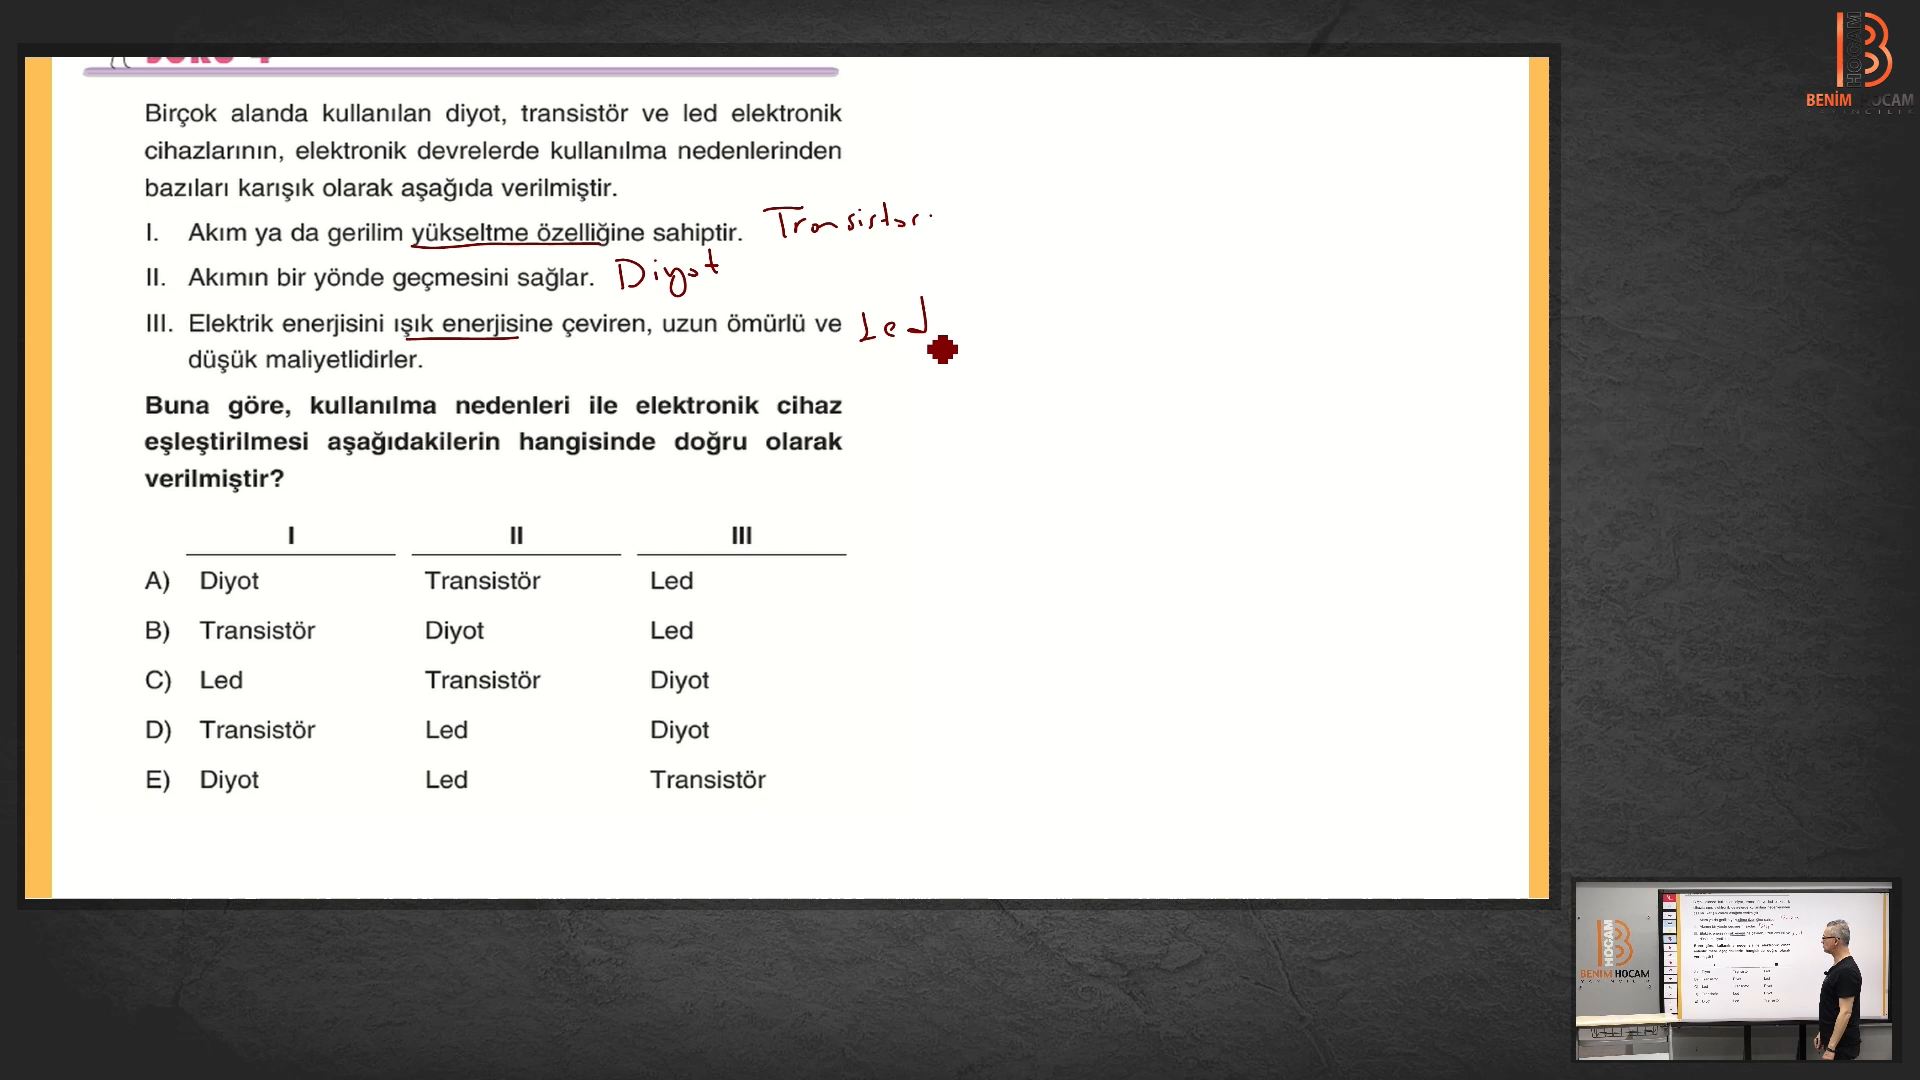 BENİM HOCAM
Birçok alanda kullanılan diyot, transistör ve led elektronik
cihazlarının, elektronik devrelerde kullanılma nedenlerinden
bazıları karışık olarak aşağıda verilmiştir.
I. Akım ya da gerilim yükseltme özelliğine sahiptir. Transistor.
II. Akımın bir yönde geçmesini sağlar. Diyot
III. Elektrik enerjisini ışık enerjisine çeviren, uzun ömürlü ve Led
düşük maliyetlidirler.
Buna göre, kullanılma nedenleri ile elektronik cihaz
eşleştirilmesi aşağıdakilerin hangisinde doğru olarak
verilmiştir?
I II III
A) Diyot Transistör Led
B) Transistör Diyot Led
C) Led Transistör Diyot
D) Transistör Led Diyot
E) Diyot Led Transistör
BENİM HOCAM